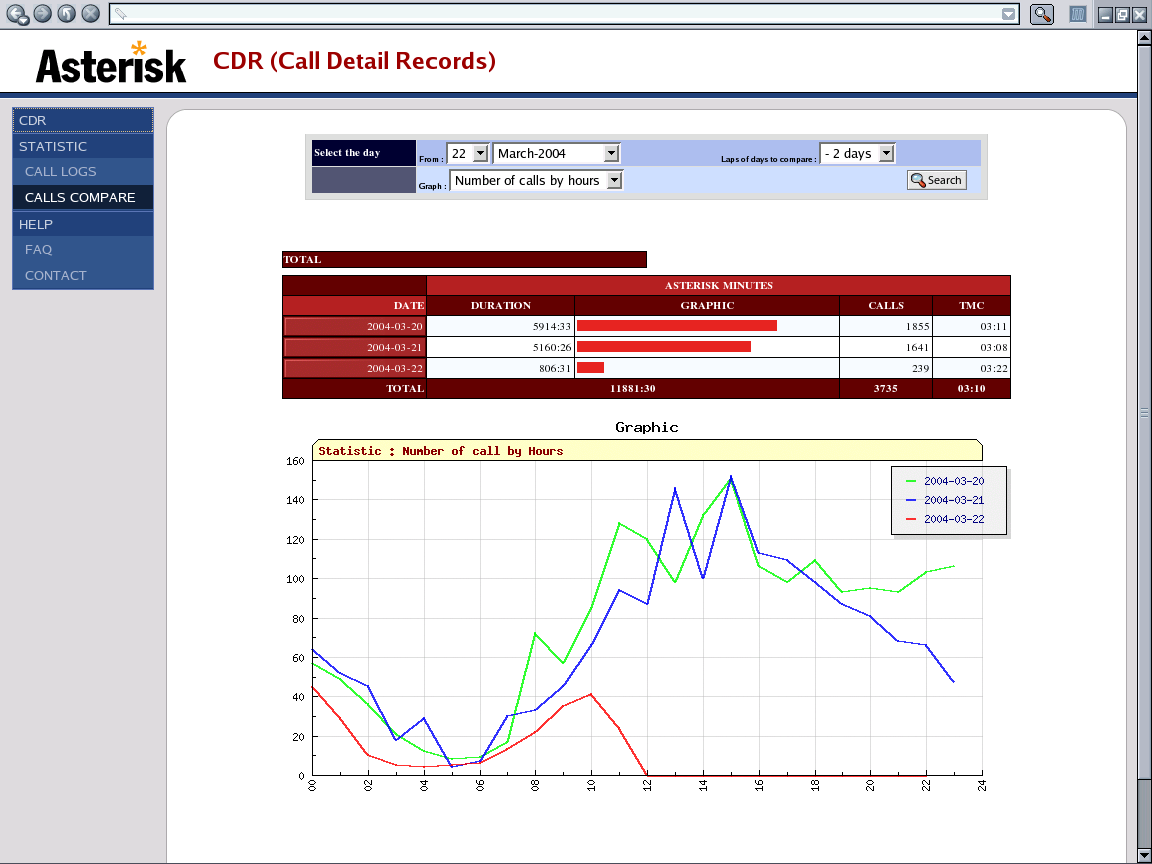 Asterisk
CDR (Call Detail Records)
CDR
STATISTIC
CALL LOGS
CALLS COMPARE
HELP
FAQ
CONTACT
Select the day
From : 22 March-2004 Laps of days to compare : - 2 days
Graph : Number of calls by hours Search
TOTAL
ASTERISK MINUTES
DATE DURATION GRAPHIC CALLS TMC
2004-03-20 5914:33 1855 03:11
2004-03-21 5160:26 1641 03:08
2004-03-22 806:31 239 03:22
TOTAL 11881:30 3735 03:10
Graphic
Statistic : Number of call by Hours
160
140
120
100
80
60
40
20
0
2004-03-20
2004-03-21
2004-03-22
00 02 04 06 08 10 12 14 16 18 20 22 24